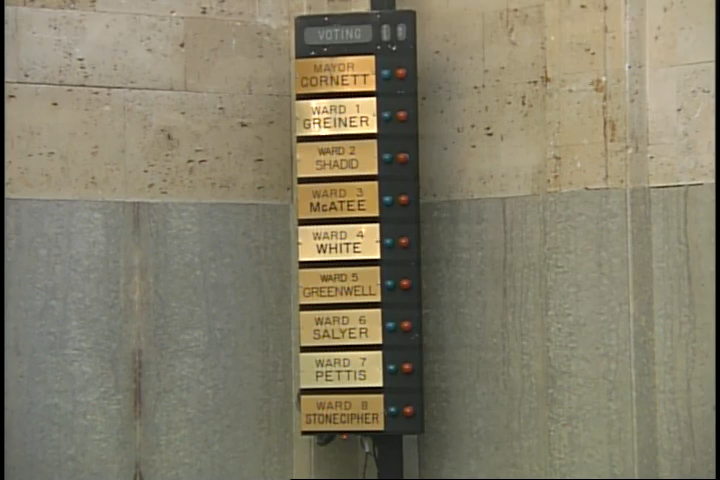 VOTING
MAYOR
CORNETT
WARD 1
GREINER
WARD 2
SHADID
WARD 3
McATEE
WARD 4
WHITE
WARD 5
GREENWELL
WARD 6
SALYER
WARD 7
PETTIS
WARD 8
STONECIPHER